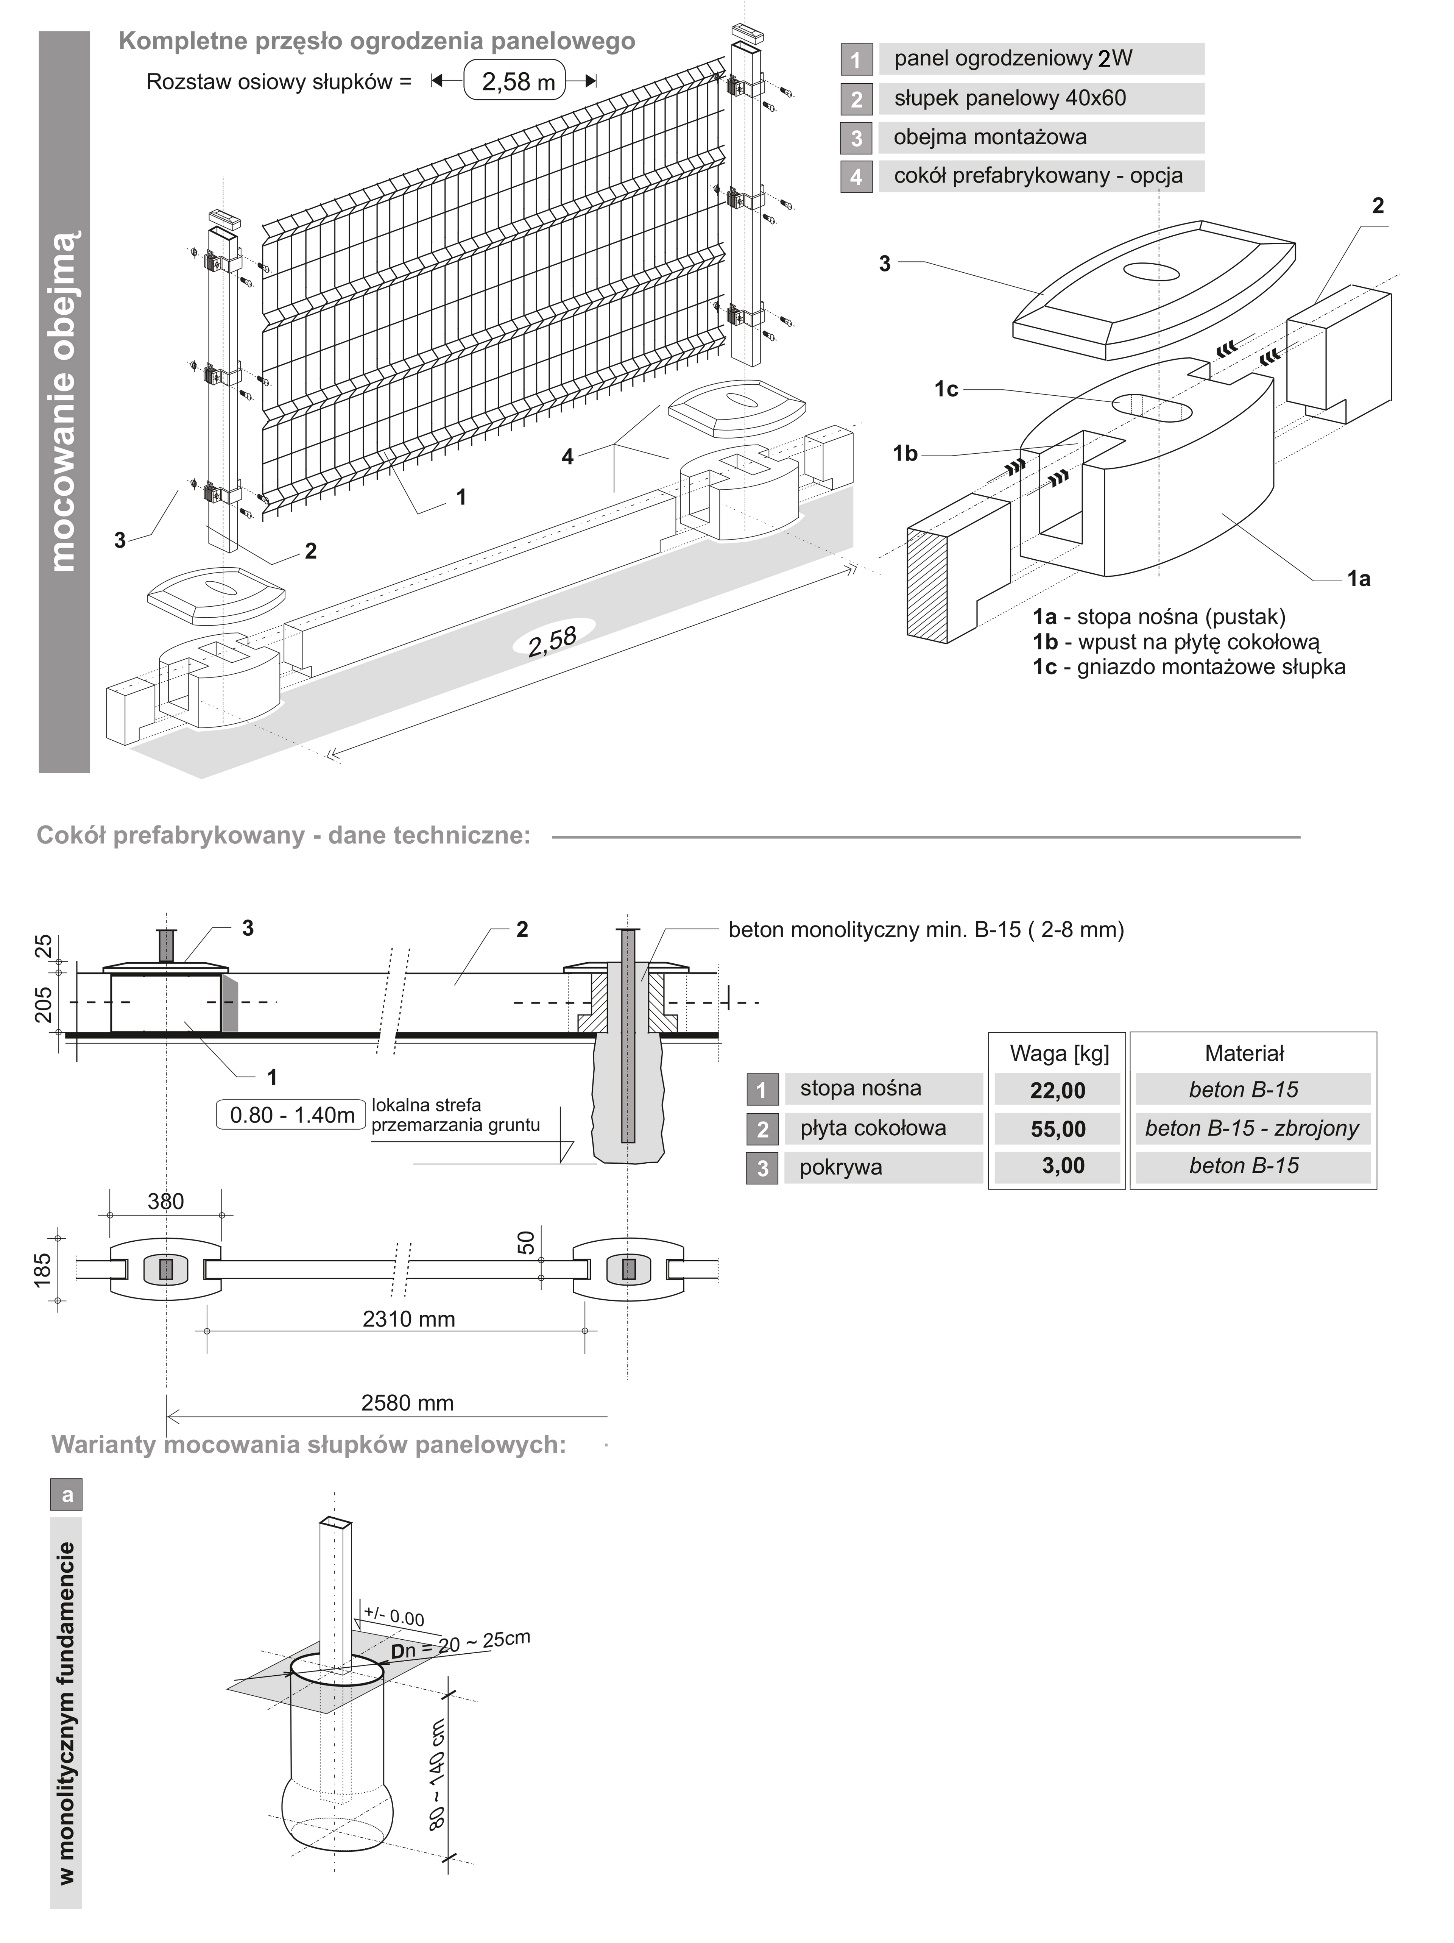 Kompletne przęsło ogrodzenia panelowego
Rozstaw osiowy słupków = 2,58 m
mocowanie obejmą
1 panel ogrodzeniowy 2W
2 słupek panelowy 40x60
3 obejma montażowa
4 cokół prefabrykowany - opcja
1
2
3
4
2,58
2
3
1c
1b
1a
1a - stopa nośna (pustak)
1b - wpust na płytę cokołową
1c - gniazdo montażowe słupka
Cokół prefabrykowany - dane techniczne:
25
205
3
2
beton monolityczny min. B-15 ( 2-8 mm)
1
0.80 - 1.40m
lokalna strefa
przemarzania gruntu
Waga [kg] Materiał
1 stopa nośna 22,00 beton B-15
2 płyta cokołowa 55,00 beton B-15 - zbrojony
3 pokrywa 3,00 beton B-15
380
185
50
2310 mm
2580 mm
Warianty mocowania słupków panelowych:
a
w monolitycznym fundamencie
+/- 0.00
Dn = 20 ~ 25cm
80 ~ 140 cm